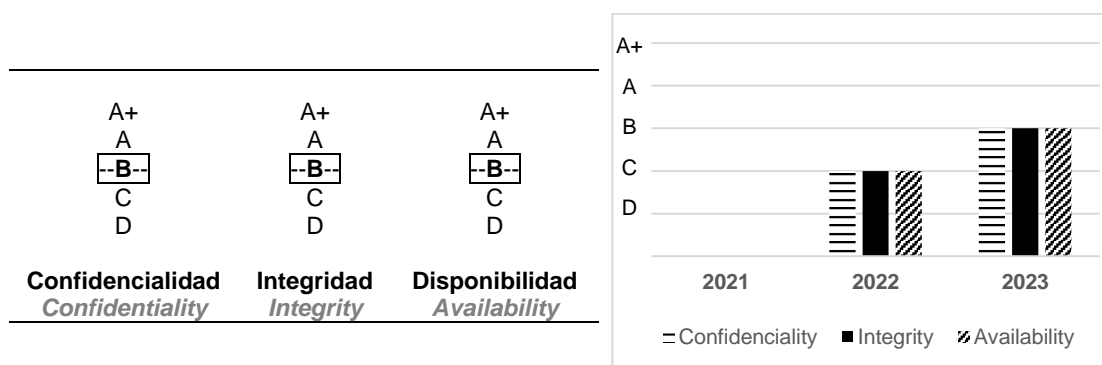 A+ A+ A+
A A A
--B-- --B-- --B--
C C C
D D D
Confidencialidad Integridad Disponibilidad
Confidentiality Integrity Availability
A+
A
B
C
D
2021 2022 2023
Confidenciality Integrity Availability